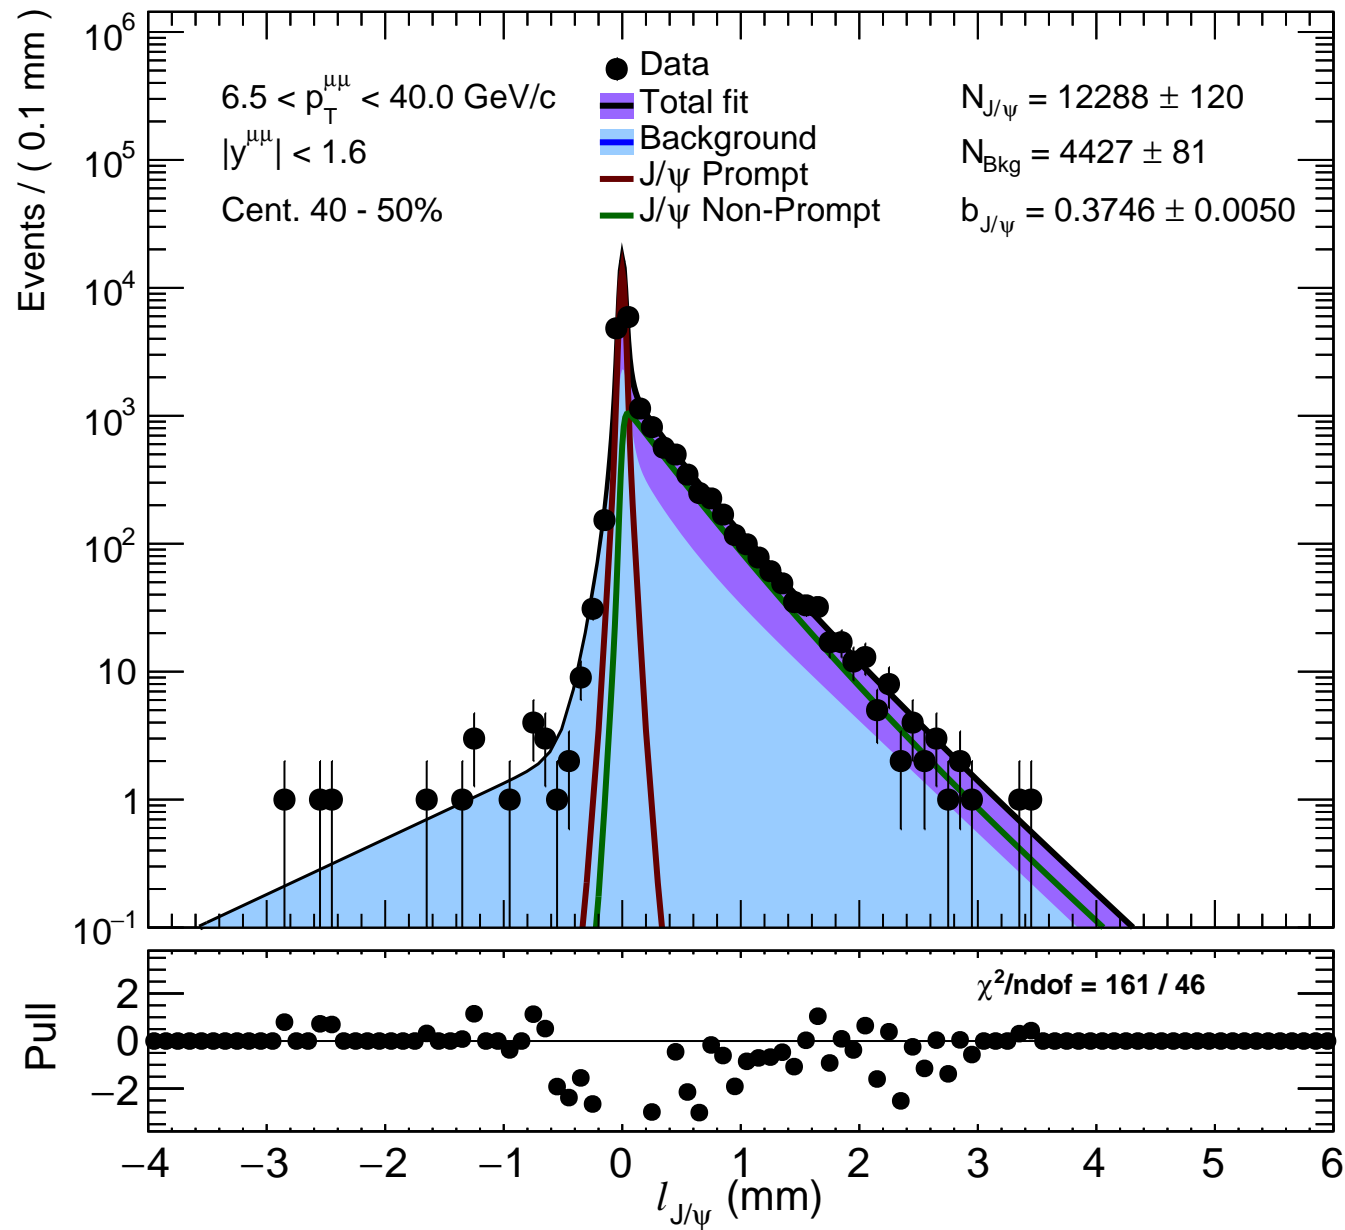 10^6
10^5
10^4
10^3
10^2
10
1
10^−1
Events / ( 0.1 mm )
6.5 < p_T^μμ < 40.0 GeV/c
|y^μμ| < 1.6
Cent. 40 - 50%
Data
Total fit
Background
J/ψ Prompt
J/ψ Non-Prompt
N_J/ψ = 12288 ± 120
N_Bkg = 4427 ± 81
b_J/ψ = 0.3746 ± 0.0050
Pull
2
0
−2
χ²/ndof = 161 / 46
−4 −3 −2 −1 0 1 2 3 4 5 6
l_J/ψ (mm)